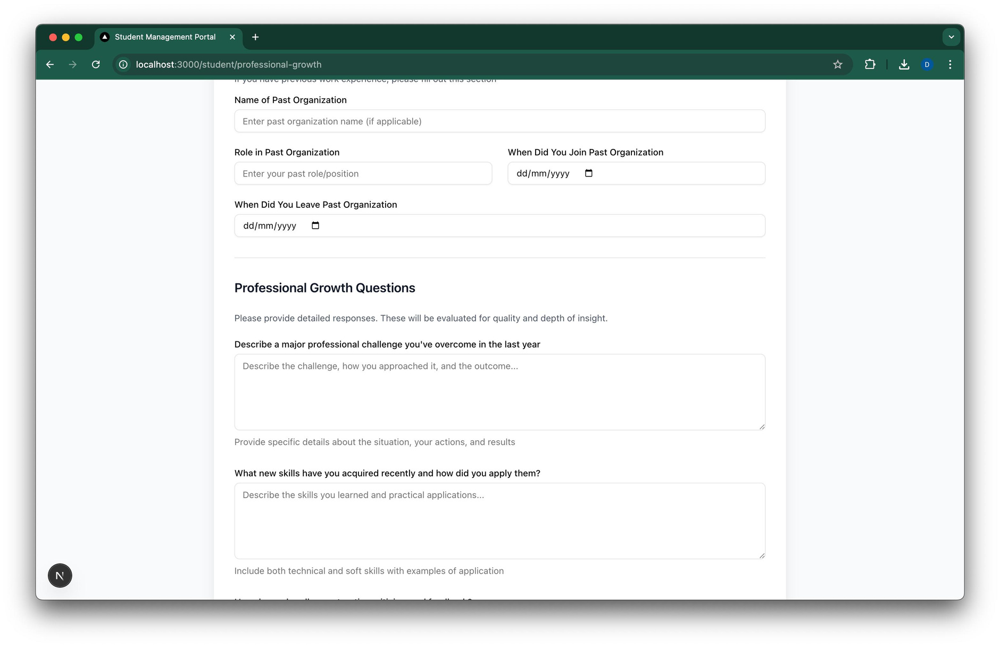 Student Management Portal
localhost:3000/student/professional-growth
D
If you have previous work experience, please fill out this section
Name of Past Organization
Enter past organization name (if applicable)
Role in Past Organization
When Did You Join Past Organization
Enter your past role/position
dd/mm/yyyy
When Did You Leave Past Organization
dd/mm/yyyy
Professional Growth Questions
Please provide detailed responses. These will be evaluated for quality and depth of insight.
Describe a major professional challenge you've overcome in the last year
Describe the challenge, how you approached it, and the outcome...
Provide specific details about the situation, your actions, and results
What new skills have you acquired recently and how did you apply them?
Describe the skills you learned and practical applications...
Include both technical and soft skills with examples of application
N